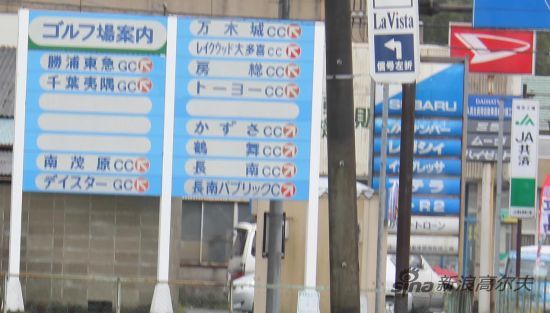 ゴルフ場案内
勝浦東急GC
千葉夷隅GC
南茂原CC
デイスターGC
万木城CC
レイクウッド大多喜CC
房総CC
トーヨーCC
かずさCC
鶴舞CC
長南CC
長南パブリックC
LaVista
信号左折
DAIHATSU
SUBARU
R2
JA共済
sina新浪高尔夫